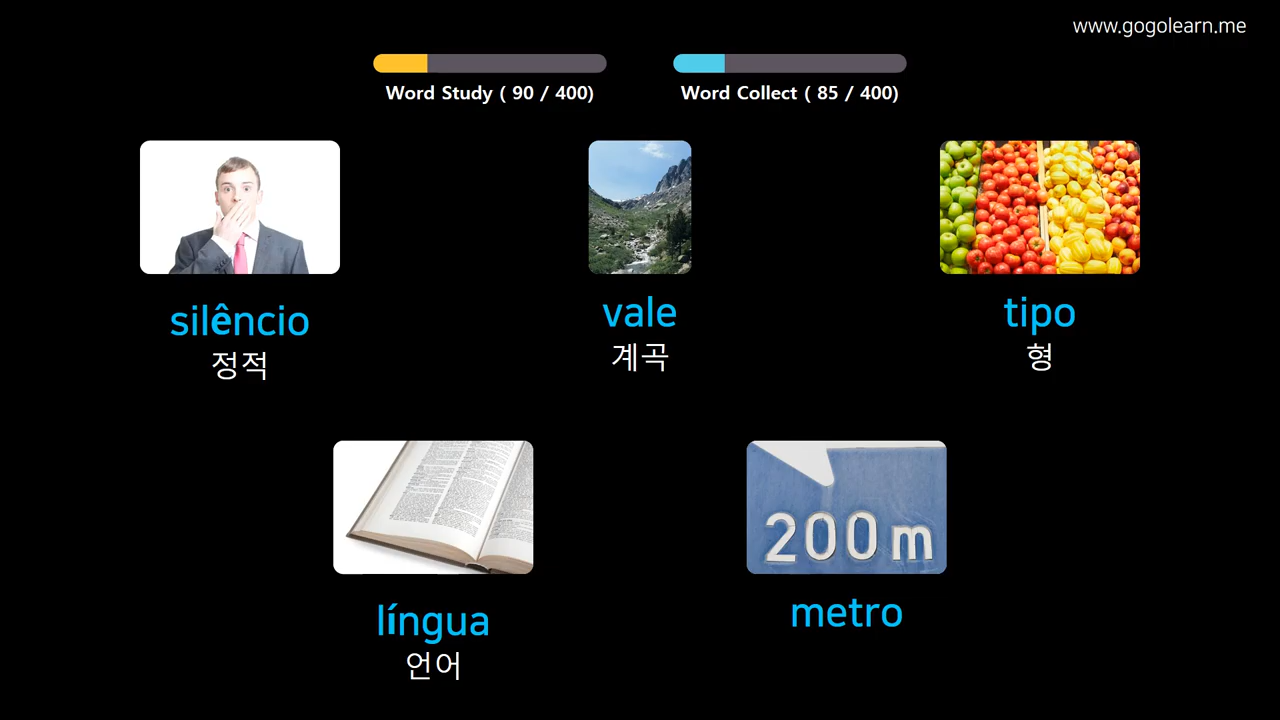 www.gogolearn.me
Word Study ( 90 / 400)
Word Collect ( 85 / 400)
silêncio
정적
vale
계곡
tipo
형
língua
언어
200 m
metro